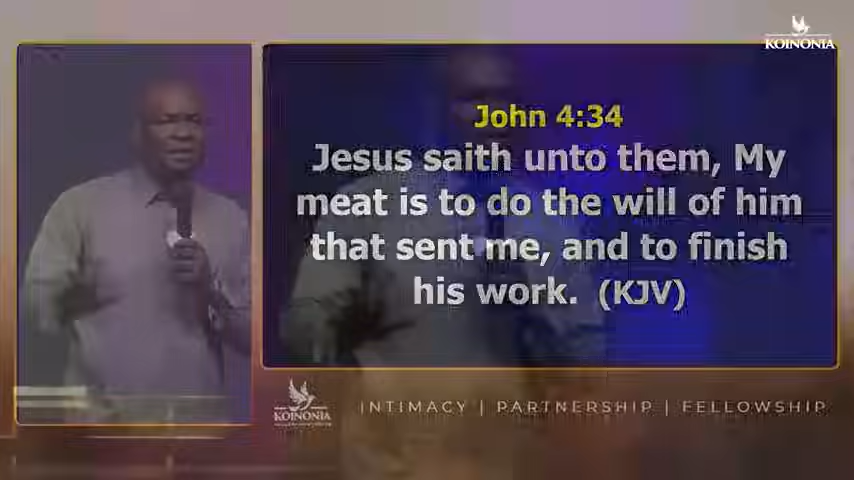 KOINONIA
John 4:34
Jesus saith unto them, My
meat is to do the will of him
that sent me, and to finish
his work. (KJV)
KOINONIA
INTIMACY | PARTNERSHIP | FELLOWSHIP